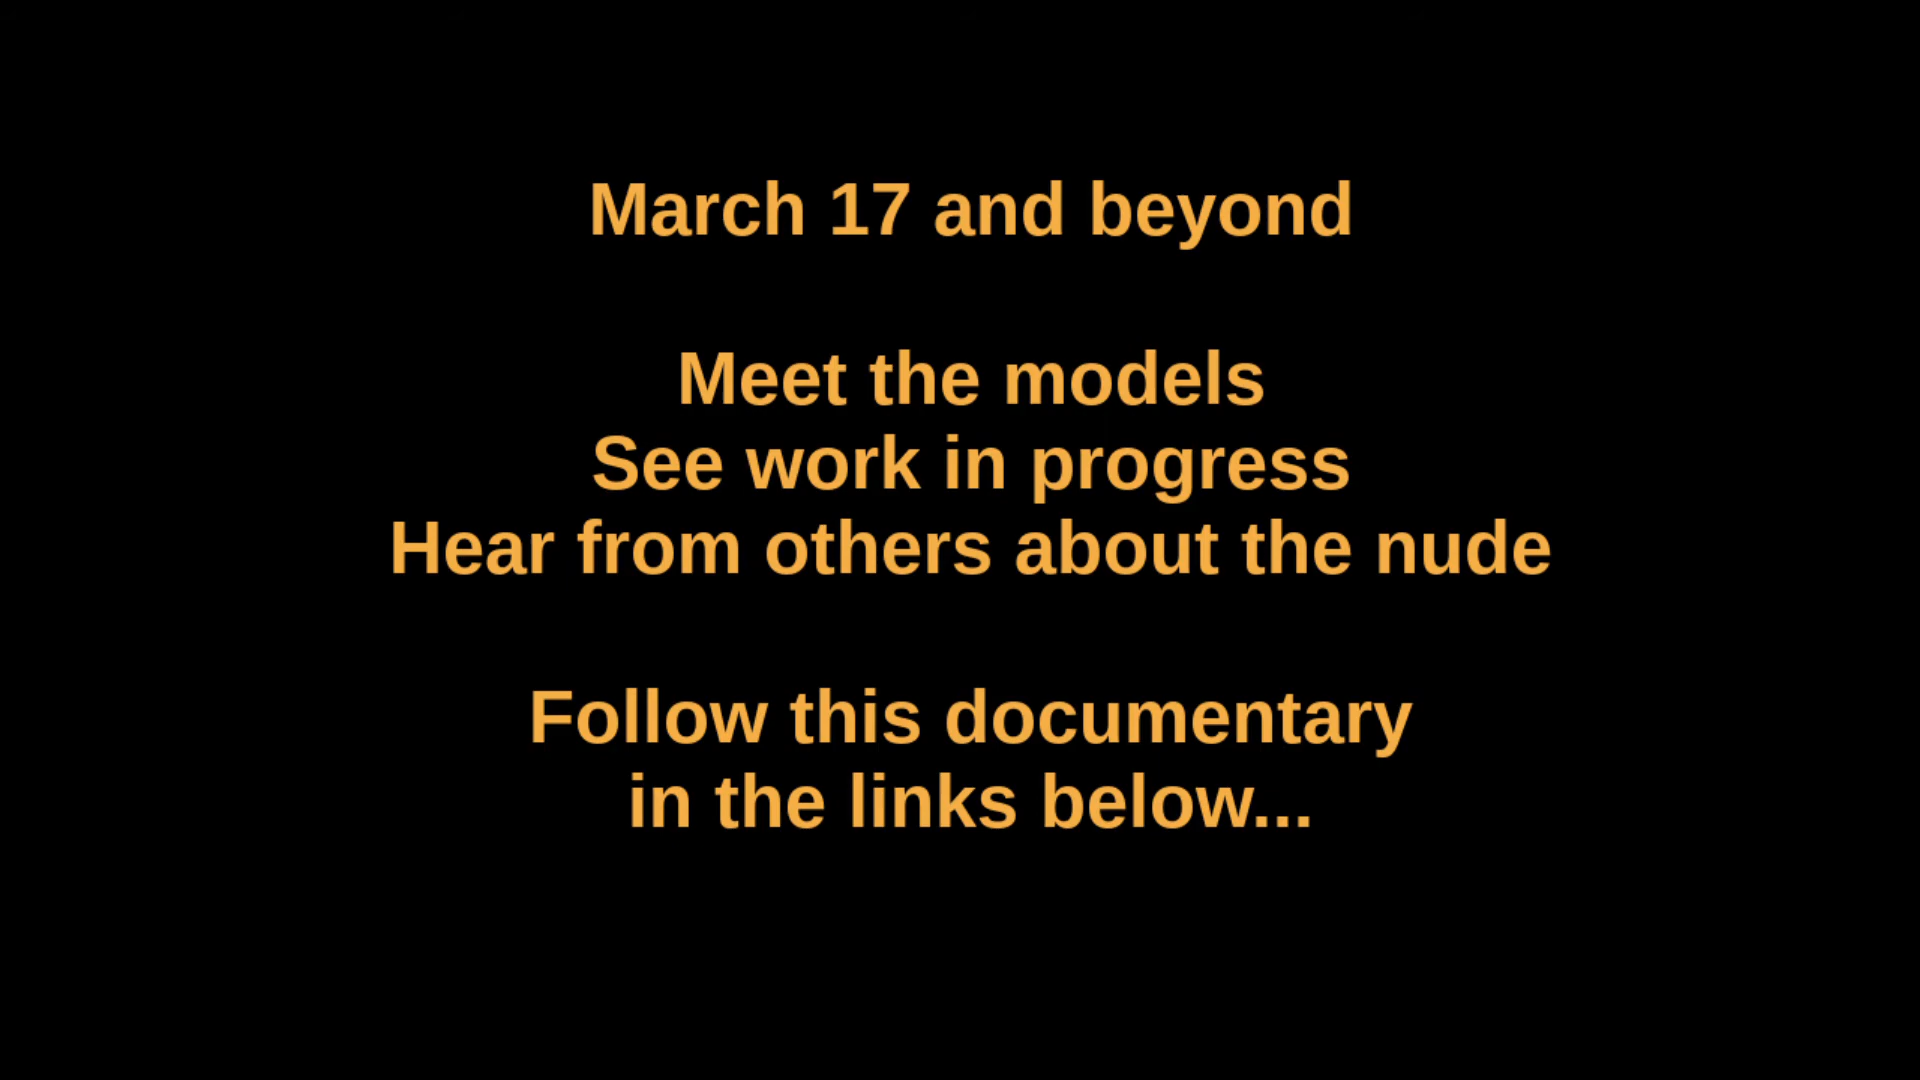 March 17 and beyond
Meet the models
See work in progress
Hear from others about the nude
Follow this documentary
in the links below...